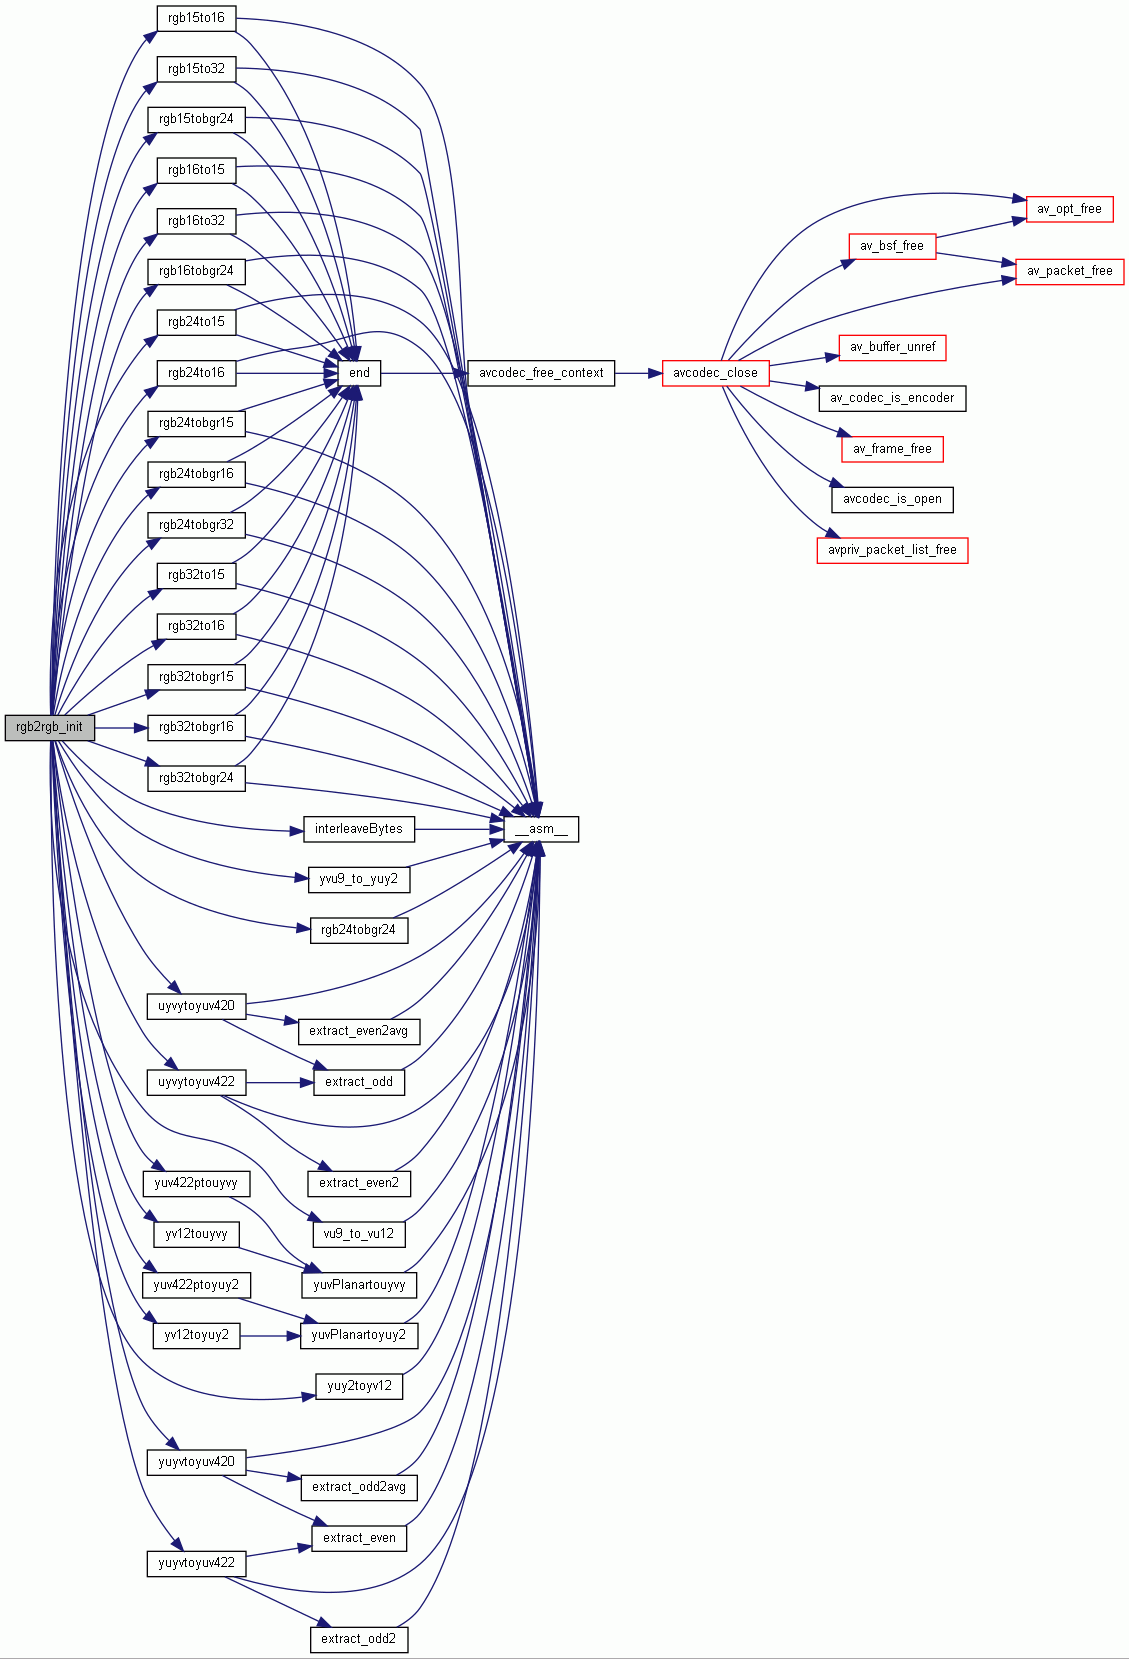 rgb15to16
rgb15to32
rgb15tobgr24
rgb16to15
rgb16to32
rgb16tobgr24
rgb24to15
rgb24to16
rgb24tobgr15
rgb24tobgr16
rgb24tobgr32
rgb32to15
rgb32to16
rgb32tobgr15
rgb2rgb_init
rgb32tobgr16
rgb32tobgr24
end
avcodec_free_context
avcodec_close
av_opt_free
av_bsf_free
av_packet_free
av_buffer_unref
av_codec_is_encoder
av_frame_free
avcodec_is_open
avpriv_packet_list_free
interleaveBytes
__asm__
yvu9_to_yuy2
rgb24tobgr24
uyvytoyuv420
extract_even2avg
uyvytoyuv422
extract_odd
yuv422ptouyvy
extract_even2
yv12touyvy
vu9_to_vu12
yuv422ptoyuy2
yuvPlanartouyvy
yv12toyuy2
yuvPlanartoyuy2
yuy2toyv12
yuyvtoyuv420
extract_odd2avg
extract_even
yuyvtoyuv422
extract_odd2